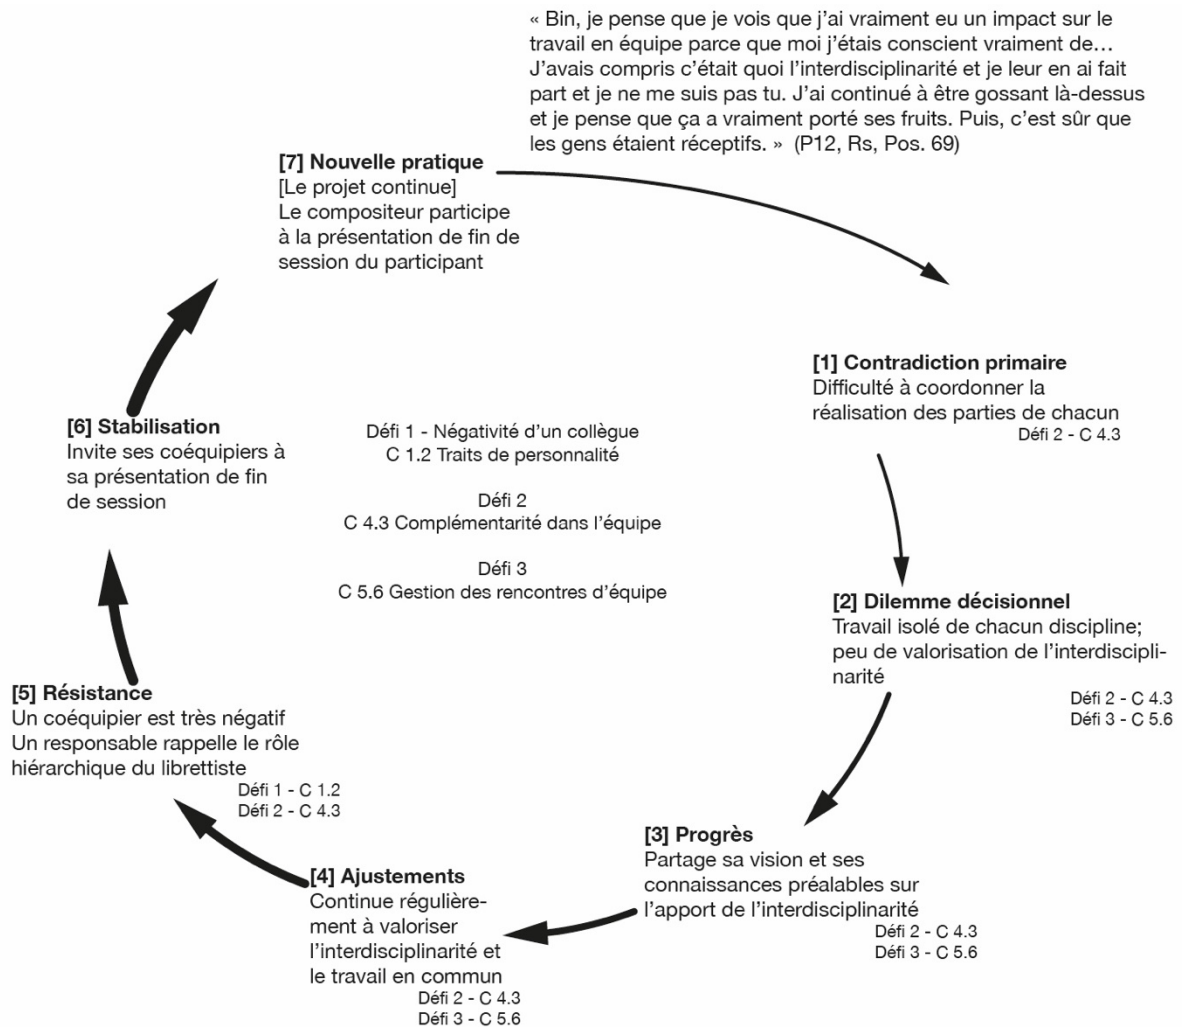 « Bin, je pense que je vois que j’ai vraiment eu un impact sur le
travail en équipe parce que moi j’étais conscient vraiment de…
J’avais compris c’était quoi l’interdisciplinarité et je leur en ai fait
part et je ne me suis pas tu. J’ai continué à être gossant là-dessus
et je pense que ça a vraiment porté ses fruits. Puis, c’est sûr que
les gens étaient réceptifs. » (P12, Rs, Pos. 69)
[7] Nouvelle pratique
[Le projet continue]
Le compositeur participe
à la présentation de fin de
session du participant
[1] Contradiction primaire
Difficulté à coordonner la
réalisation des parties de chacun
Défi 2 - C 4.3
[2] Dilemme décisionnel
Travail isolé de chacun discipline;
peu de valorisation de l’interdiscipli-
narité
Défi 2 - C 4.3
Défi 3 - C 5.6
[3] Progrès
Partage sa vision et ses
connaissances préalables sur
l’apport de l’interdisciplinarité
Défi 2 - C 4.3
Défi 3 - C 5.6
[4] Ajustements
Continue régulière-
ment à valoriser
l’interdisciplinarité et
le travail en commun
Défi 2 - C 4.3
Défi 3 - C 5.6
[5] Résistance
Un coéquipier est très négatif
Un responsable rappelle le rôle
hiérarchique du librettiste
Défi 1 - C 1.2
Défi 2 - C 4.3
[6] Stabilisation
Invite ses coéquipiers à
sa présentation de fin
de session
Défi 1 - Négativité d’un collègue
C 1.2 Traits de personnalité
Défi 2
C 4.3 Complémentarité dans l’équipe
Défi 3
C 5.6 Gestion des rencontres d’équipe